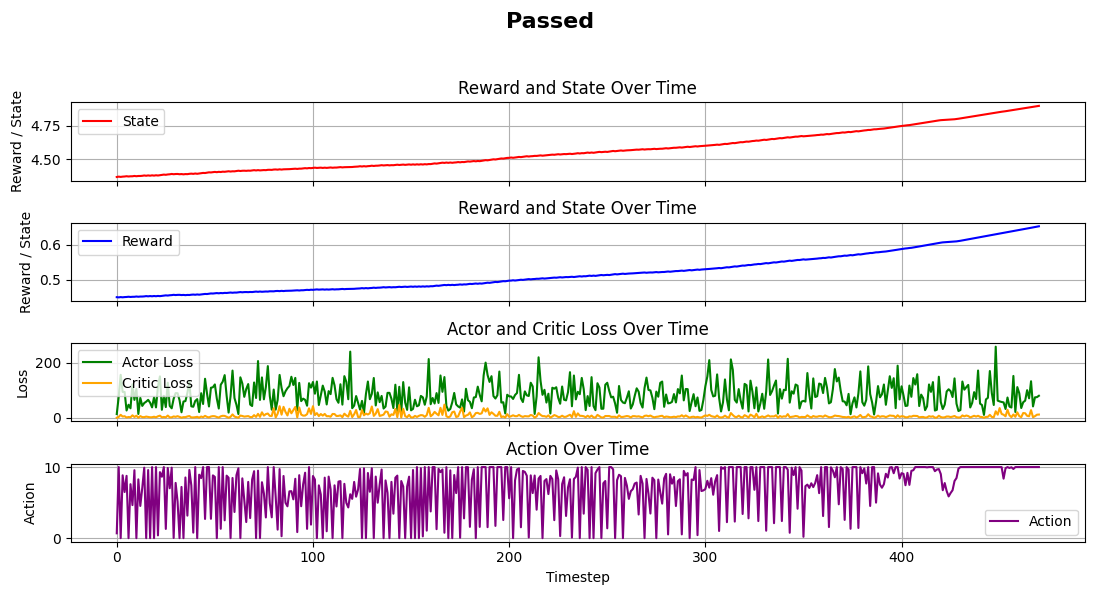 Passed
Reward and State Over Time
Reward / State
4.75
4.50
State
Reward and State Over Time
Reward / State
0.6
0.5
Reward
Actor and Critic Loss Over Time
Loss
200
0
Actor Loss
Critic Loss
Action Over Time
Action
10
0
Action
0
100
200
300
400
Timestep